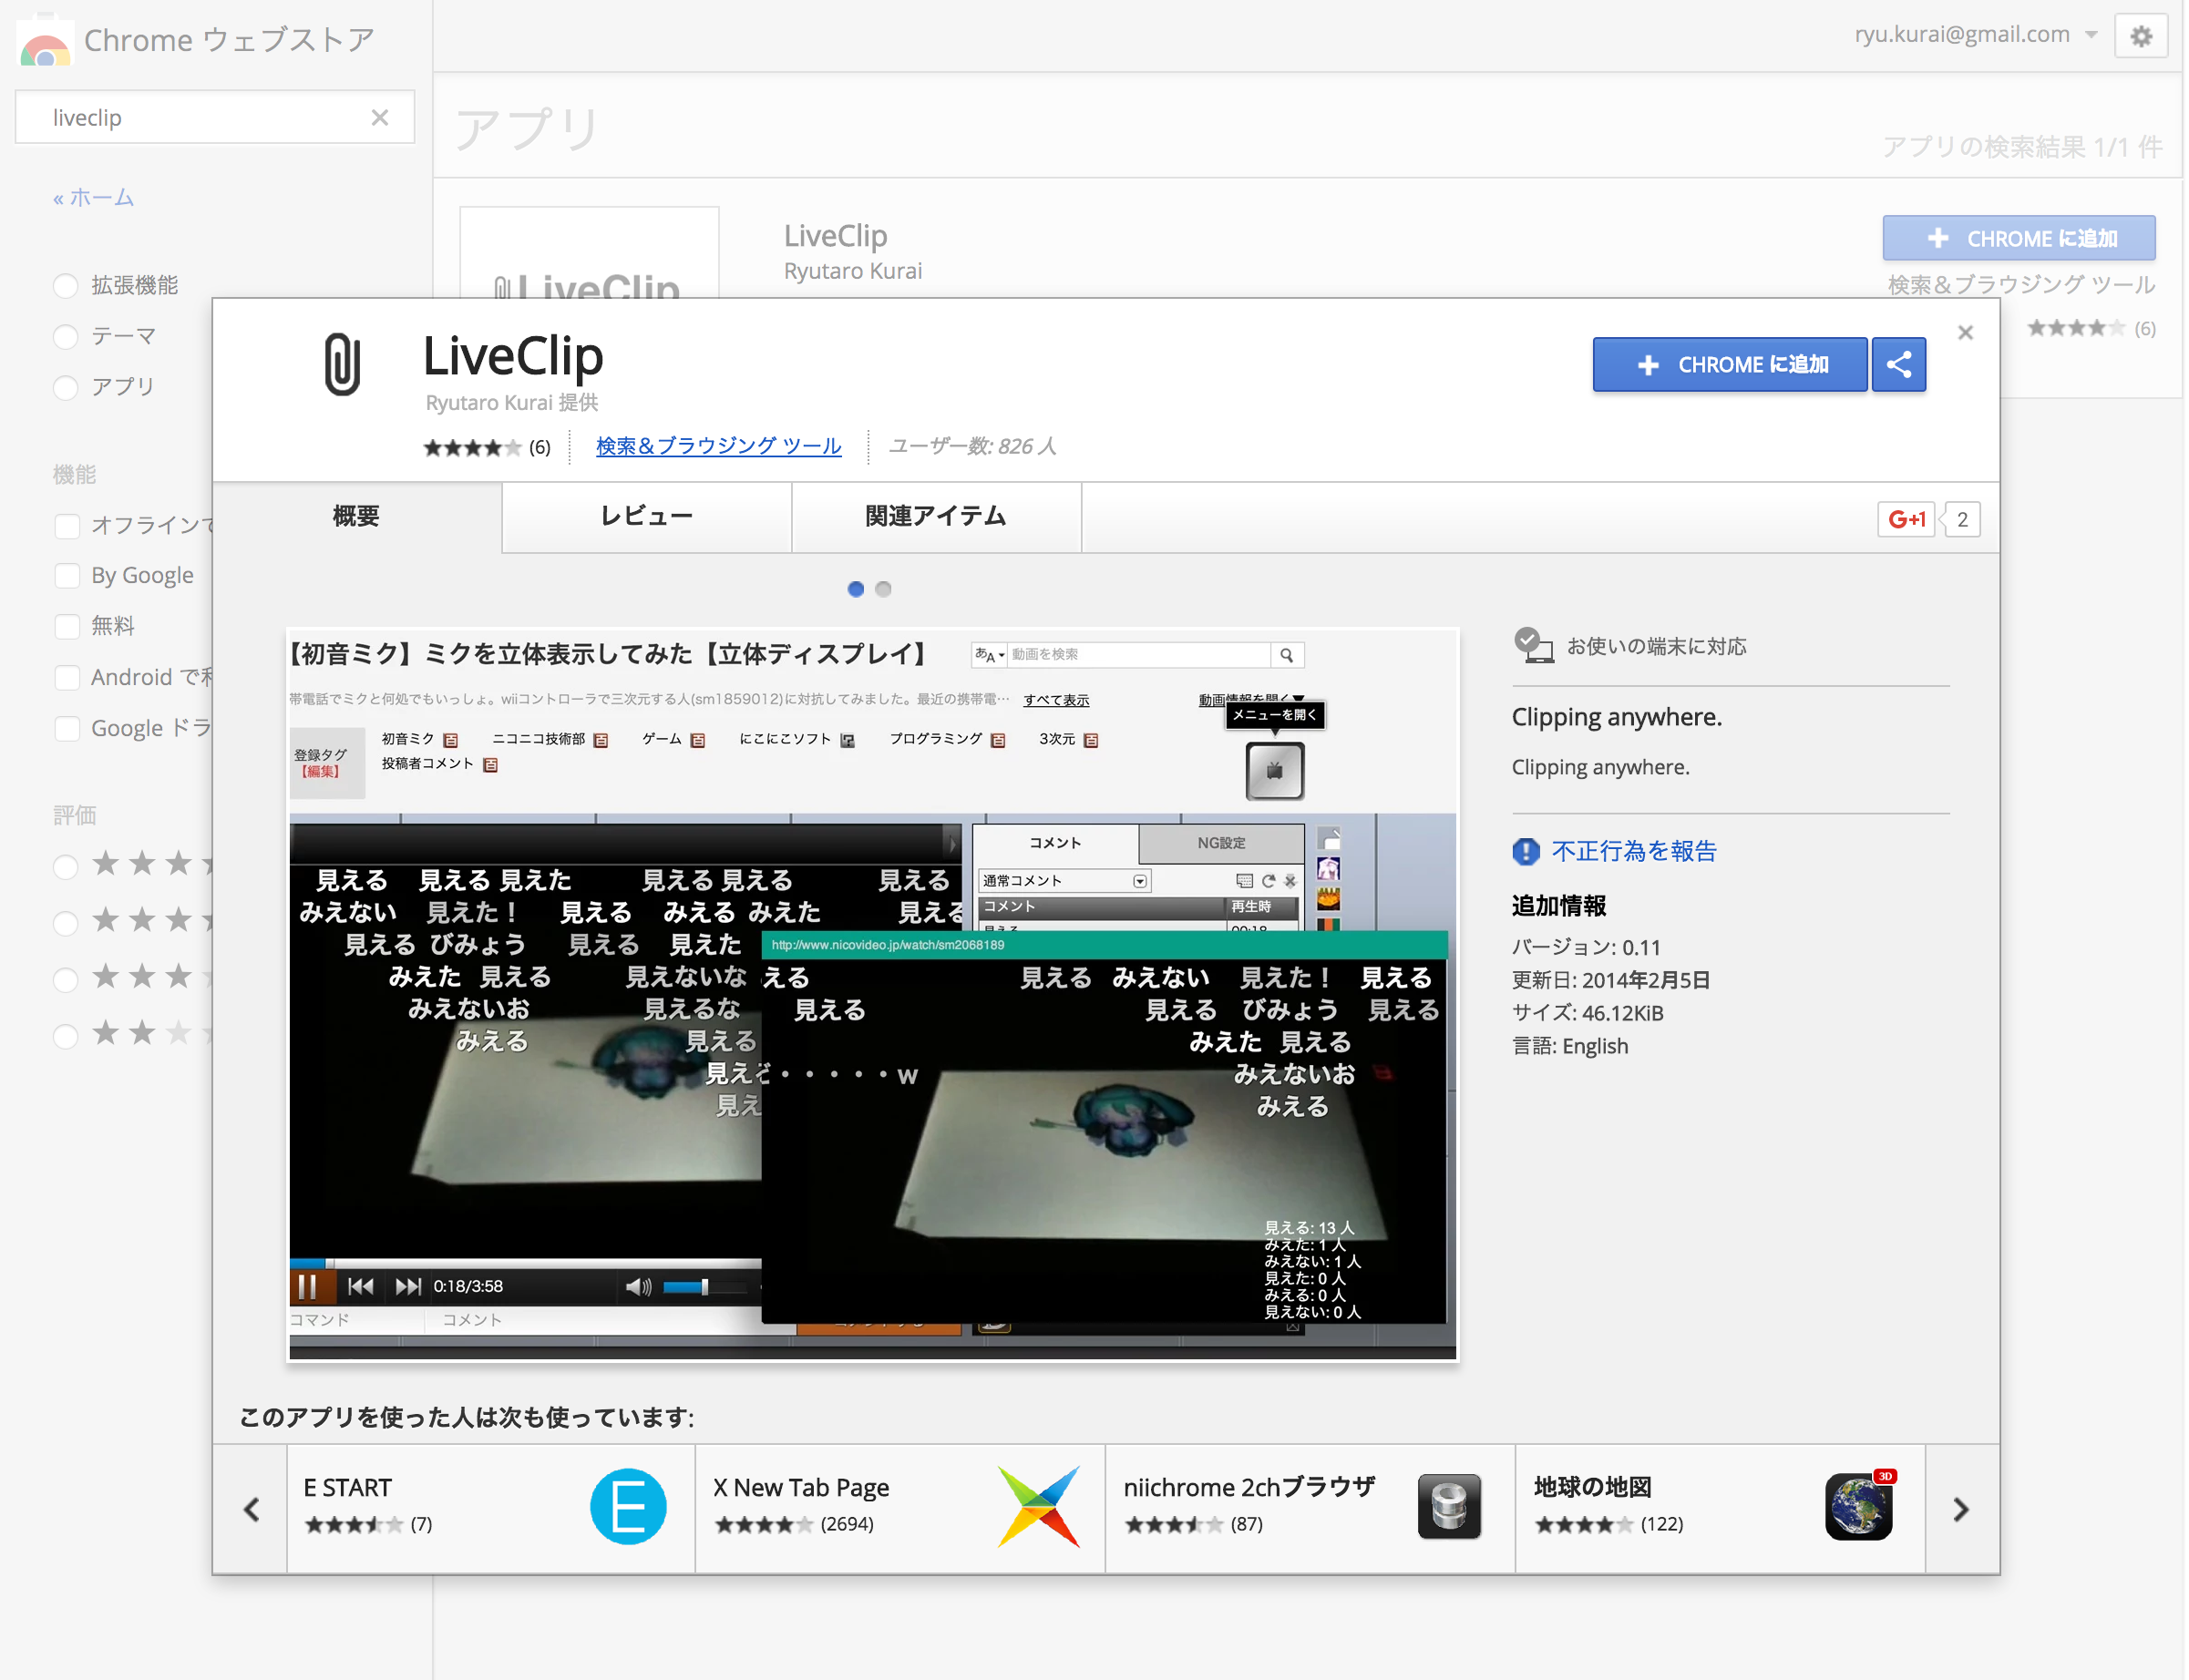 Chrome ウェブストア
ryu.kurai@gmail.com
liveclip
アプリ
アプリの検索結果 1/1 件
« ホーム
拡張機能
テーマ
アプリ
機能
オフラインで
By Google
無料
Android で利
Google ドラ
評価
LiveClip
LiveClip
Ryutaro Kurai
CHROME に追加
検索＆ブラウジング ツール
(6)
LiveClip
Ryutaro Kurai 提供
(6)
検索＆ブラウジング ツール
ユーザー数: 826 人
CHROME に追加
概要
レビュー
関連アイテム
G+1
2
【初音ミク】ミクを立体表示してみた【立体ディスプレイ】
あA
動画を検索
帯電話でミクと何処でもいっしょ。wiiコントローラで三次元する人(sm1859012)に対抗してみました。最近の携帯電…
すべて表示
動画情報を開く▼
メニューを開く
登録タグ
【編集】
初音ミク
ニコニコ技術部
ゲーム
にこにこソフト
プログラミング
3次元
投稿者コメント
コメント
NG設定
通常コメント
コメント
再生時
見える 見える 見えた 見える 見える 見える
みえない 見えた！ 見える みえる みえた 見える
見える びみょう 見える 見えた
みえた 見える 見えないな
みえないお 見えるな
みえる 見える
見え
http://www.nicovideo.jp/watch/sm2068189
える 見える みえない 見えた！ 見える
見える 見える びみょう 見える
みえた 見える
・・・・・w みえないお
みえる
見える: 13 人
みえた: 1 人
みえない: 1 人
見えた: 0 人
みえる: 0 人
見えない: 0 人
0:18/3:58
コマンド
コメント
お使いの端末に対応
Clipping anywhere.
Clipping anywhere.
不正行為を報告
追加情報
バージョン: 0.11
更新日: 2014年2月5日
サイズ: 46.12KiB
言語: English
このアプリを使った人は次も使っています:
E START
(7)
E
X New Tab Page
(2694)
niichrome 2chブラウザ
(87)
地球の地図
(122)
3D